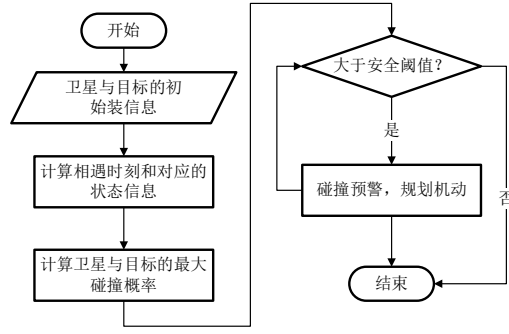 开始
卫星与目标的初
始装信息
计算相遇时刻和对应的
状态信息
计算卫星与目标的最大
碰撞概率
大于安全阈值?
是
碰撞预警，规划机动
否
结束